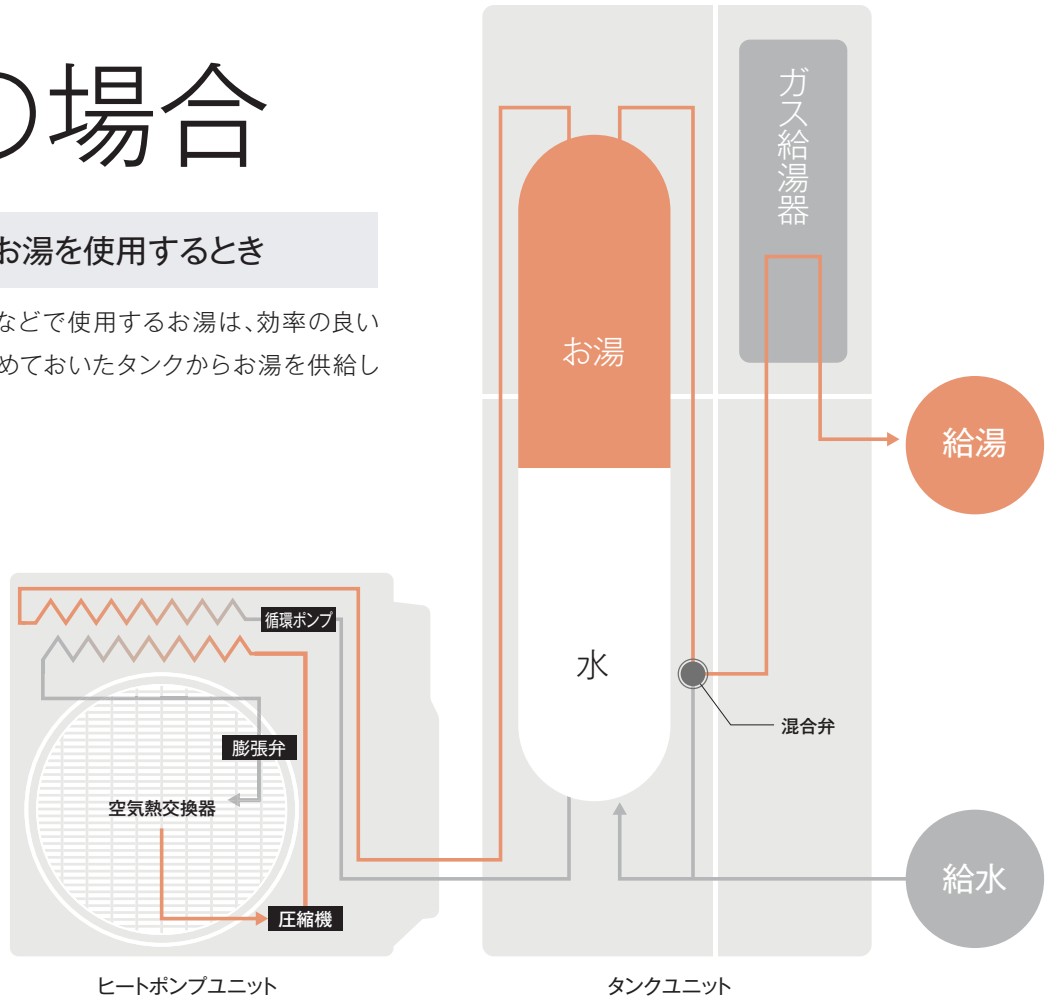 の場合
お湯を使用するとき
などで使用するお湯は、効率の良い
めておいたタンクからお湯を供給し
ガス給湯器
お湯
給湯
水
混合弁
給水
循環ポンプ
膨張弁
空気熱交換器
圧縮機
ヒートポンプユニット
タンクユニット